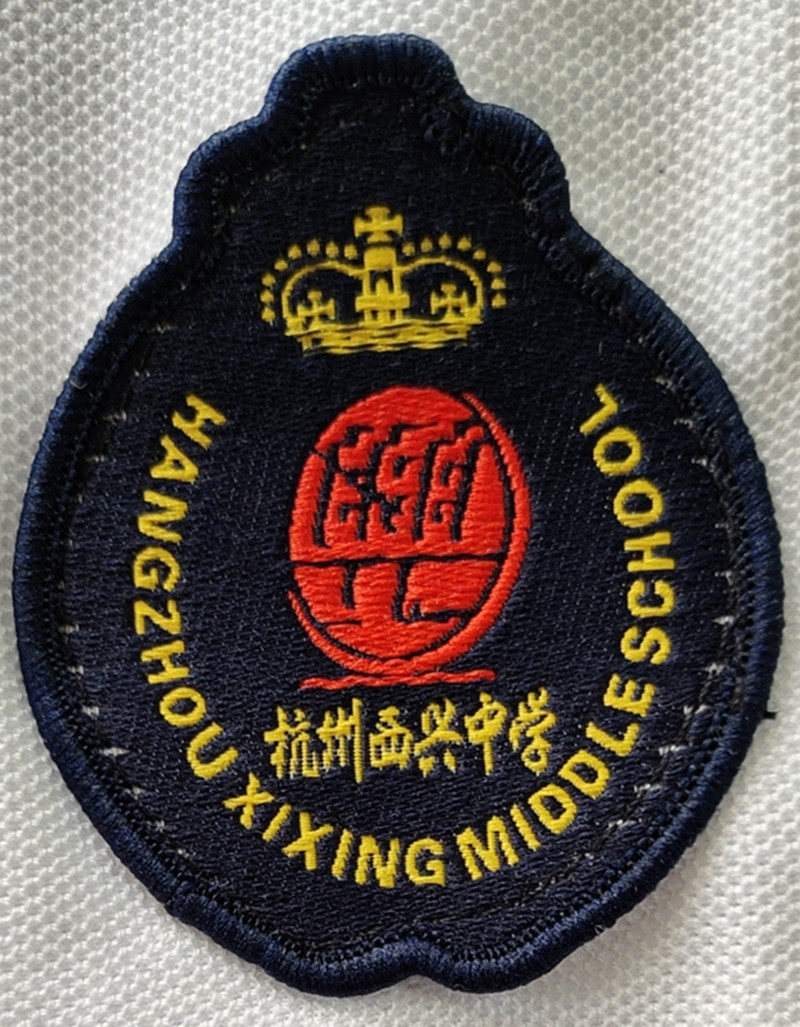 杭州西兴中学
HANGZHOU XIXING MIDDLE SCHOOL